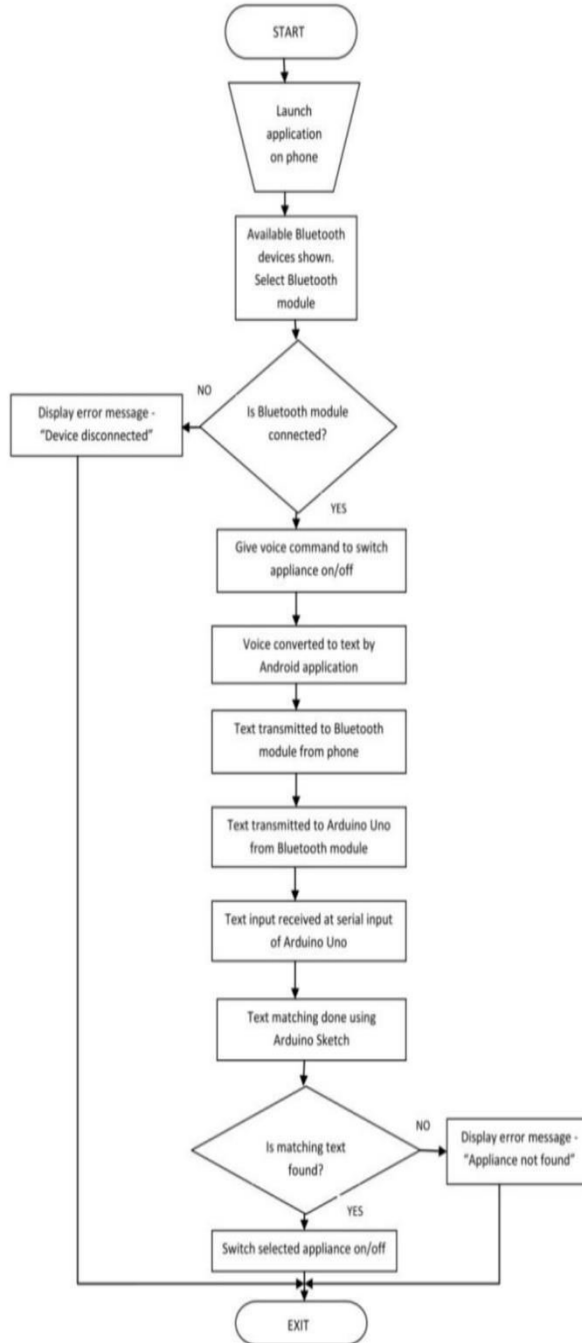 START
Launch
application
on phone
Available Bluetooth
devices shown.
Select Bluetooth
module
NO
Display error message -
“Device disconnected”
Is Bluetooth module
connected?
YES
Give voice command to switch
appliance on/off
Voice converted to text by
Android application
Text transmitted to Bluetooth
module from phone
Text transmitted to Arduino Uno
from Bluetooth module
Text input received at serial input
of Arduino Uno
Text matching done using
Arduino Sketch
NO
Is matching text
found?
Display error message -
“Appliance not found”
YES
Switch selected appliance on/off
EXIT